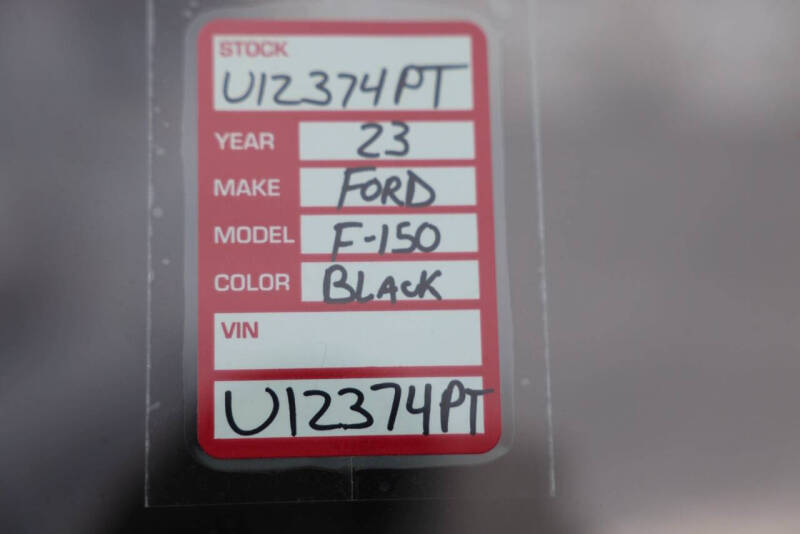 STOCK
U12374PT
YEAR 23
MAKE FORD
MODEL F-150
COLOR BLACK
VIN
U12374PT